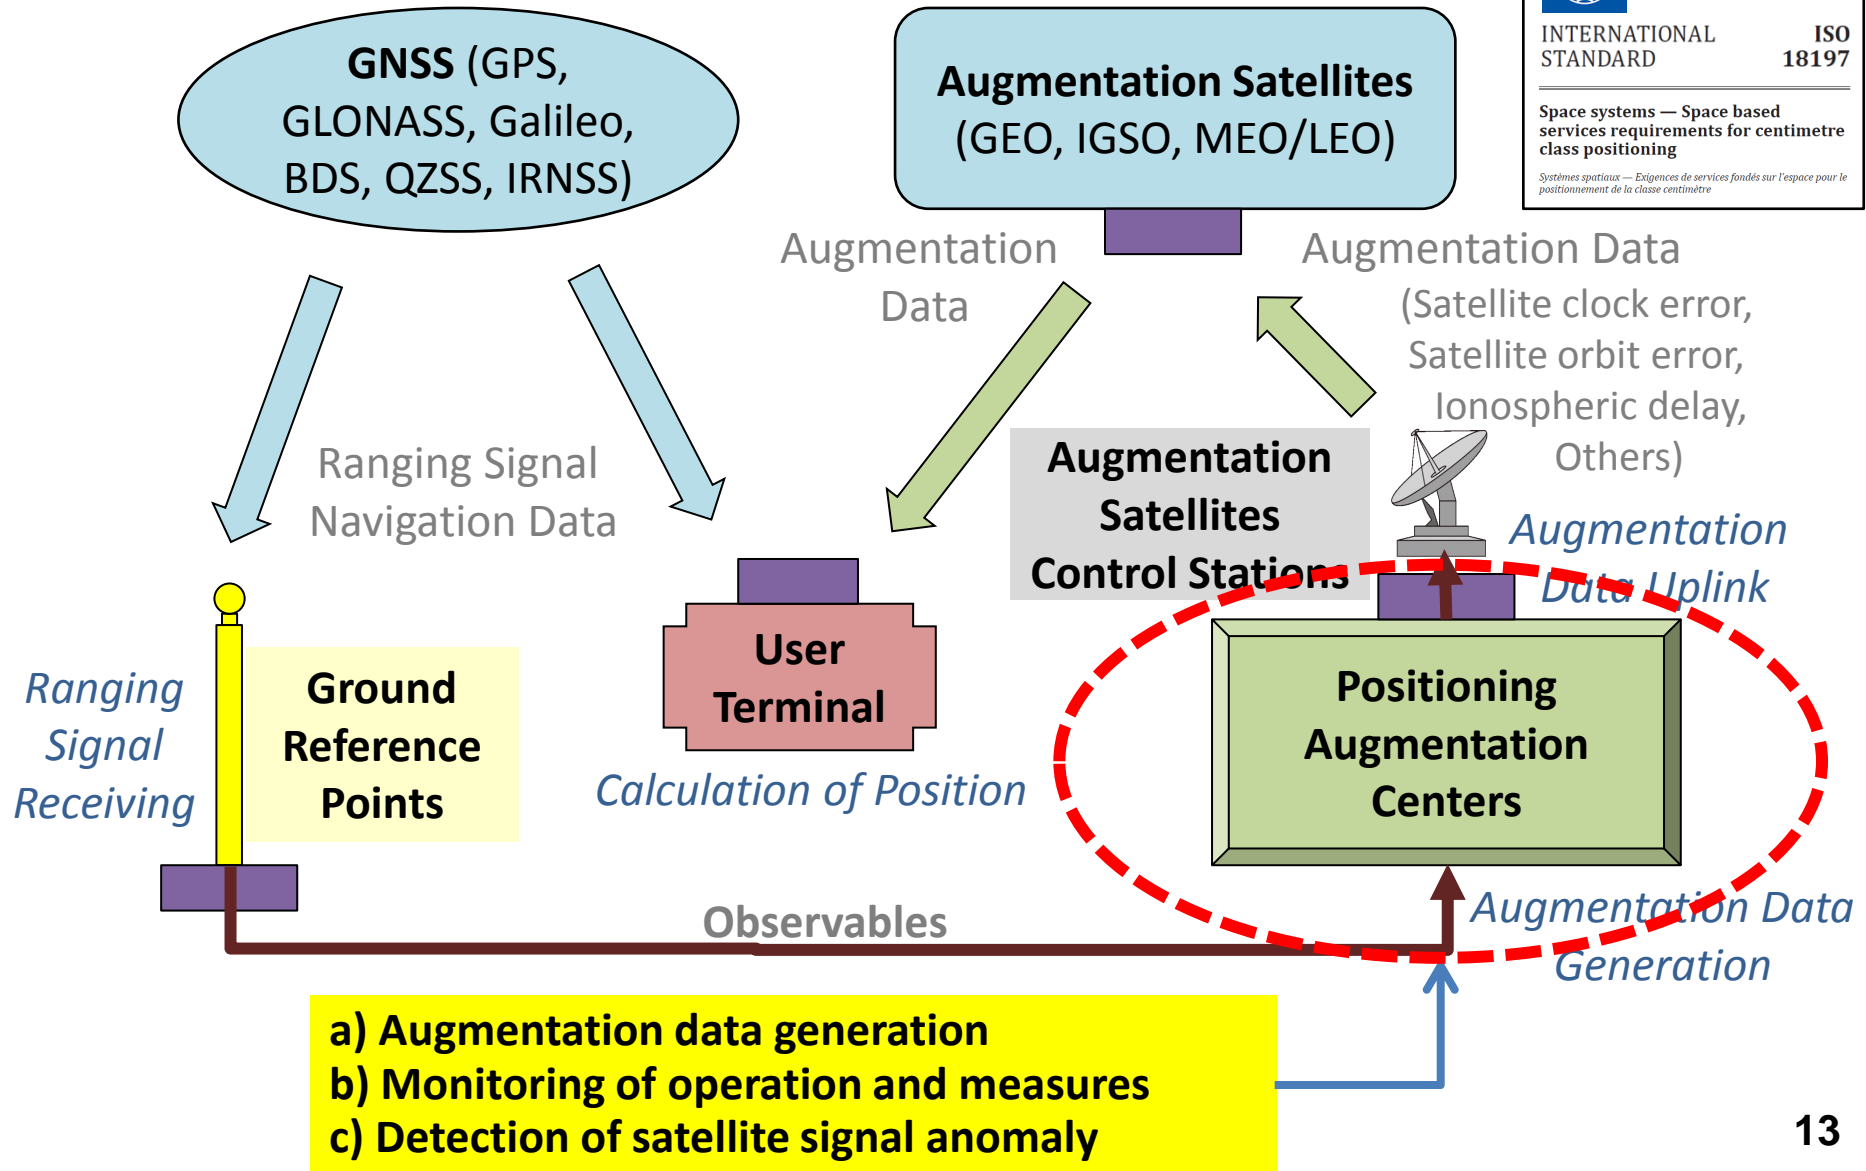 GNSS (GPS,
GLONASS, Galileo,
BDS, QZSS, IRNSS)
Augmentation Satellites
(GEO, IGSO, MEO/LEO)
INTERNATIONAL
STANDARD
ISO
18197
Space systems — Space based
services requirements for centimetre
class positioning
Systèmes spatiaux — Exigences de services fondés sur l'espace pour le
positionnement de la classe centimètre
Augmentation
Data
Augmentation Data
(Satellite clock error,
Satellite orbit error,
Ionospheric delay,
Others)
Ranging Signal
Navigation Data
Augmentation
Satellites
Control Stations
Augmentation
Data Uplink
Ranging
Signal
Receiving
Ground
Reference
Points
User
Terminal
Calculation of Position
Positioning
Augmentation
Centers
Observables
Augmentation Data
Generation
a) Augmentation data generation
b) Monitoring of operation and measures
c) Detection of satellite signal anomaly
13